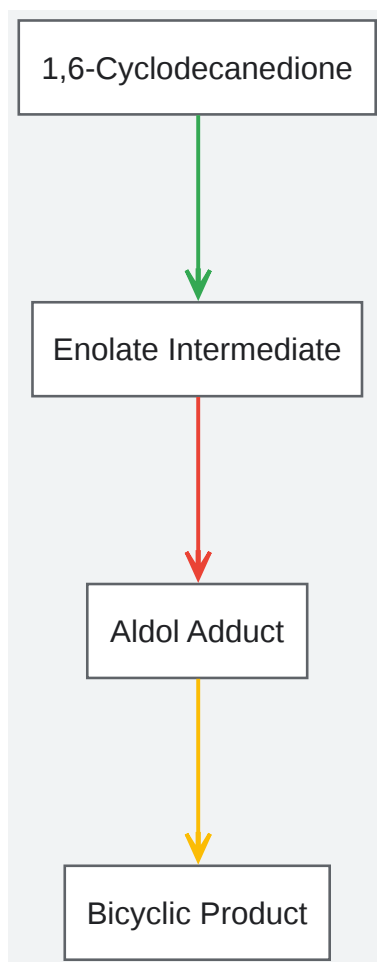 1,6-Cyclodecanedione
Enolate Intermediate
Aldol Adduct
Bicyclic Product